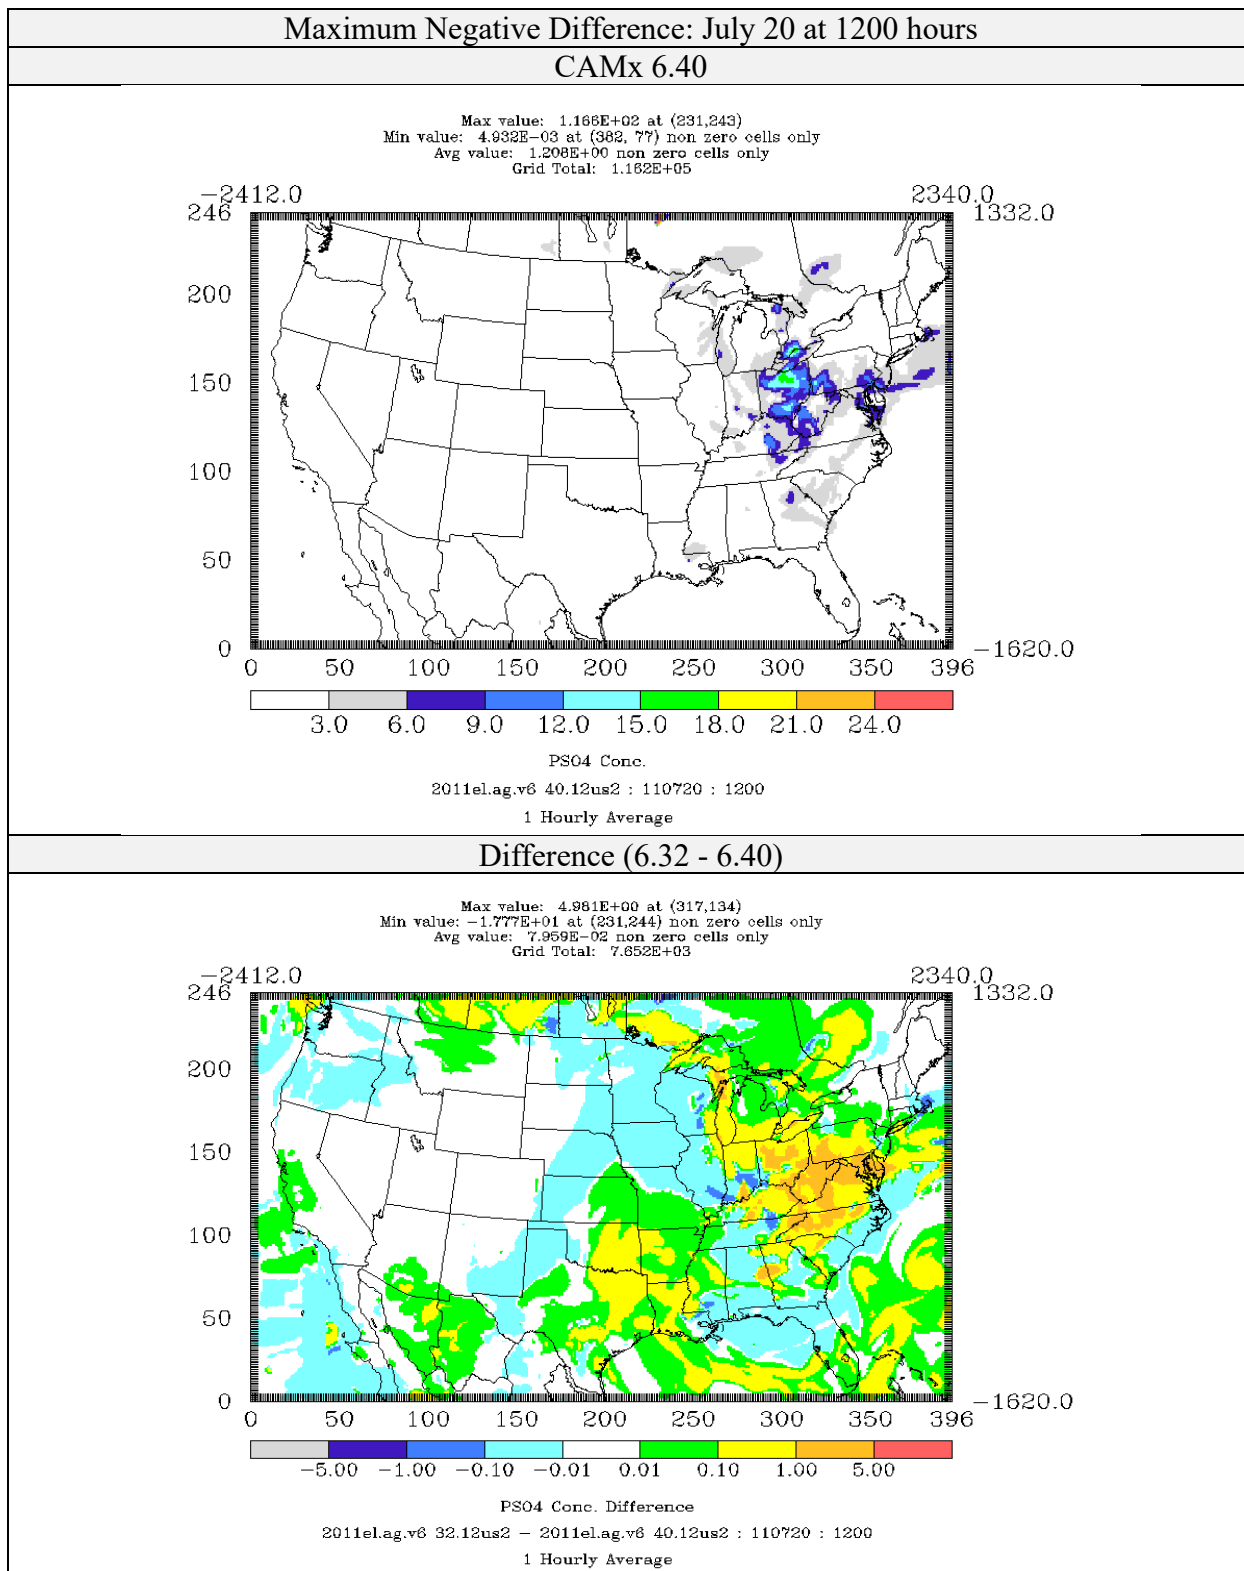 Maximum Negative Difference: July 20 at 1200 hours
CAMx 6.40
Max value: 1.166E+02 at (231,243)
Min value: 4.932E-03 at (382, 77) non zero cells only
Avg value: 1.208E+00 non zero cells only
Grid Total: 1.162E+05
-2412.0 2340.0
246 1332.0
200
150
100
50
0 -1620.0
0 50 100 150 200 250 300 350 396
3.0 6.0 9.0 12.0 15.0 18.0 21.0 24.0
PSO4 Conc.
2011el.ag.v6 40.12us2 : 110720 : 1200
1 Hourly Average
Difference (6.32 - 6.40)
Max value: 4.981E+00 at (317,134)
Min value: -1.777E+01 at (231,244) non zero cells only
Avg value: 7.959E-02 non zero cells only
Grid Total: 7.652E+03
-2412.0 2340.0
246 1332.0
200
150
100
50
0 -1620.0
0 50 100 150 200 250 300 350 396
-5.00 -1.00 -0.10 -0.01 0.01 0.10 1.00 5.00
PSO4 Conc. Difference
2011el.ag.v6 32.12us2 - 2011el.ag.v6 40.12us2 : 110720 : 1200
1 Hourly Average